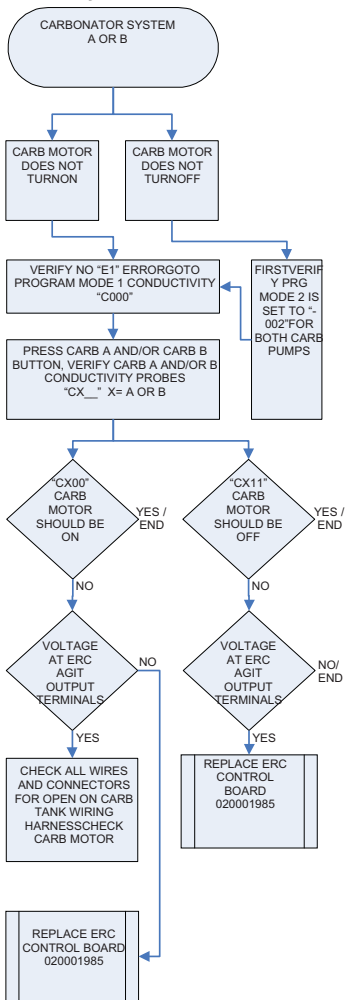 CARBONATOR SYSTEM
A OR B
CARB MOTOR
DOES NOT
TURNON
CARB MOTOR
DOES NOT
TURNOFF
VERIFY NO “E1” ERRORGOTO
PROGRAM MODE 1 CONDUCTIVITY
“C000”
FIRSTVERIF
Y PRG
MODE 2 IS
SET TO “-
002”FOR
BOTH CARB
PUMPS
PRESS CARB A AND/OR CARB B
BUTTON, VERIFY CARB A AND/OR B
CONDUCTIVITY PROBES
“CX__” X= A OR B
“CX00”
CARB
MOTOR
SHOULD BE
ON
YES /
END
“CX11”
CARB
MOTOR
SHOULD BE
OFF
YES /
END
NO
NO
VOLTAGE
AT ERC
AGIT
OUTPUT
TERMINALS
NO
VOLTAGE
AT ERC
AGIT
OUTPUT
TERMINALS
NO/
END
YES
YES
CHECK ALL WIRES
AND CONNECTORS
FOR OPEN ON CARB
TANK WIRING
HARNESSCHECK
CARB MOTOR
REPLACE ERC
CONTROL
BOARD
020001985
REPLACE ERC
CONTROL BOARD
020001985